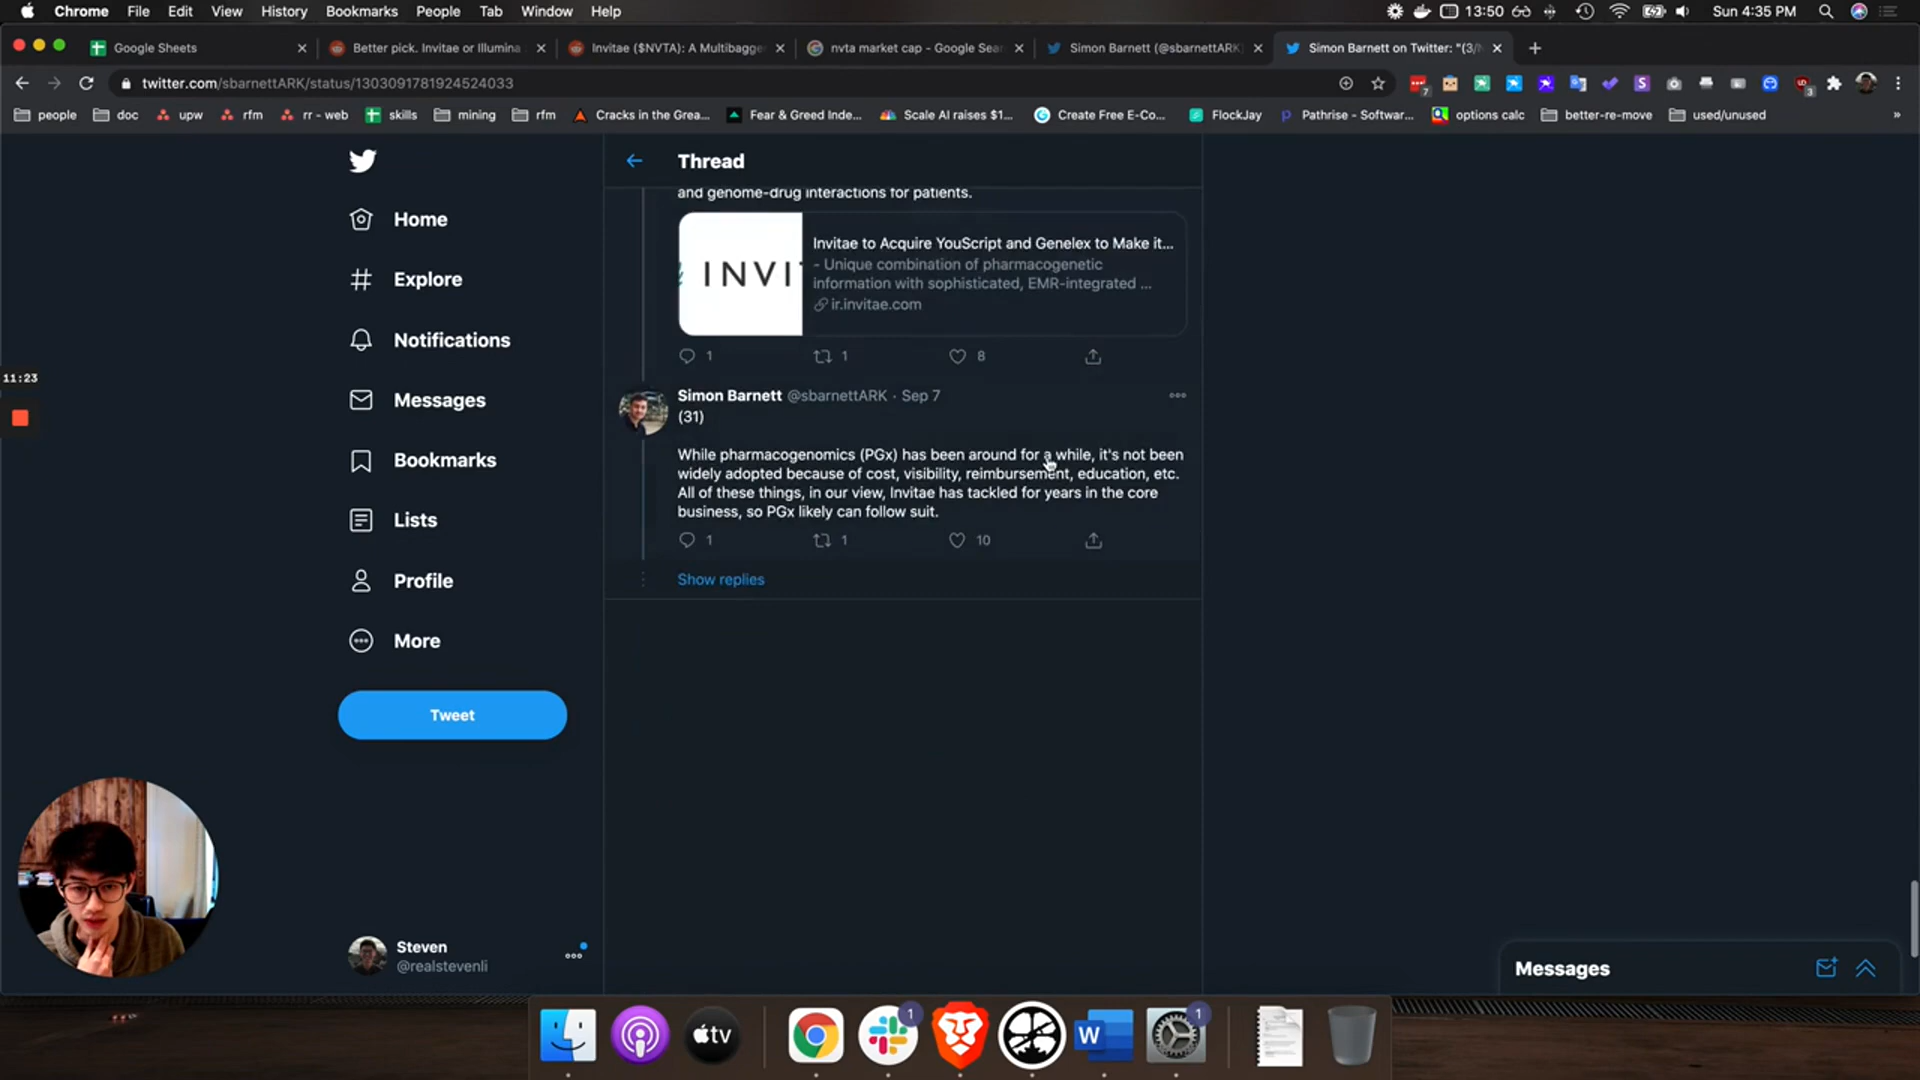 Chrome File Edit View History Bookmarks People Tab Window Help
13:50 Sun 4:35 PM
Google Sheets
Better pick. Invitae or Illumina
Invitae ($NVTA): A Multibagge
nvta market cap - Google Sea
Simon Barnett (@sbarnettARK
Simon Barnett on Twitter: "(3/
twitter.com/sbarnettARK/status/1303091781924524033
7
3
people doc upw rfm rr - web skills mining rfm Cracks in the Grea... Fear & Greed Inde... Scale AI raises $1... Create Free E-Co... FlockJay Pathrise - Softwar... options calc better-re-move used/unused »
Thread
Home
Explore
Notifications
Messages
Bookmarks
Lists
Profile
More
Tweet
Steven
@realstevenli
11:23
and genome-drug interactions for patients.
INVI
Invitae to Acquire YouScript and Genelex to Make it...
- Unique combination of pharmacogenetic
information with sophisticated, EMR-integrated ...
ir.invitae.com
1 1 8
Simon Barnett @sbarnettARK · Sep 7
(31)
While pharmacogenomics (PGx) has been around for a while, it's not been
widely adopted because of cost, visibility, reimbursement, education, etc.
All of these things, in our view, Invitae has tackled for years in the core
business, so PGx likely can follow suit.
1 1 10
Show replies
Messages
tv
1
W
1